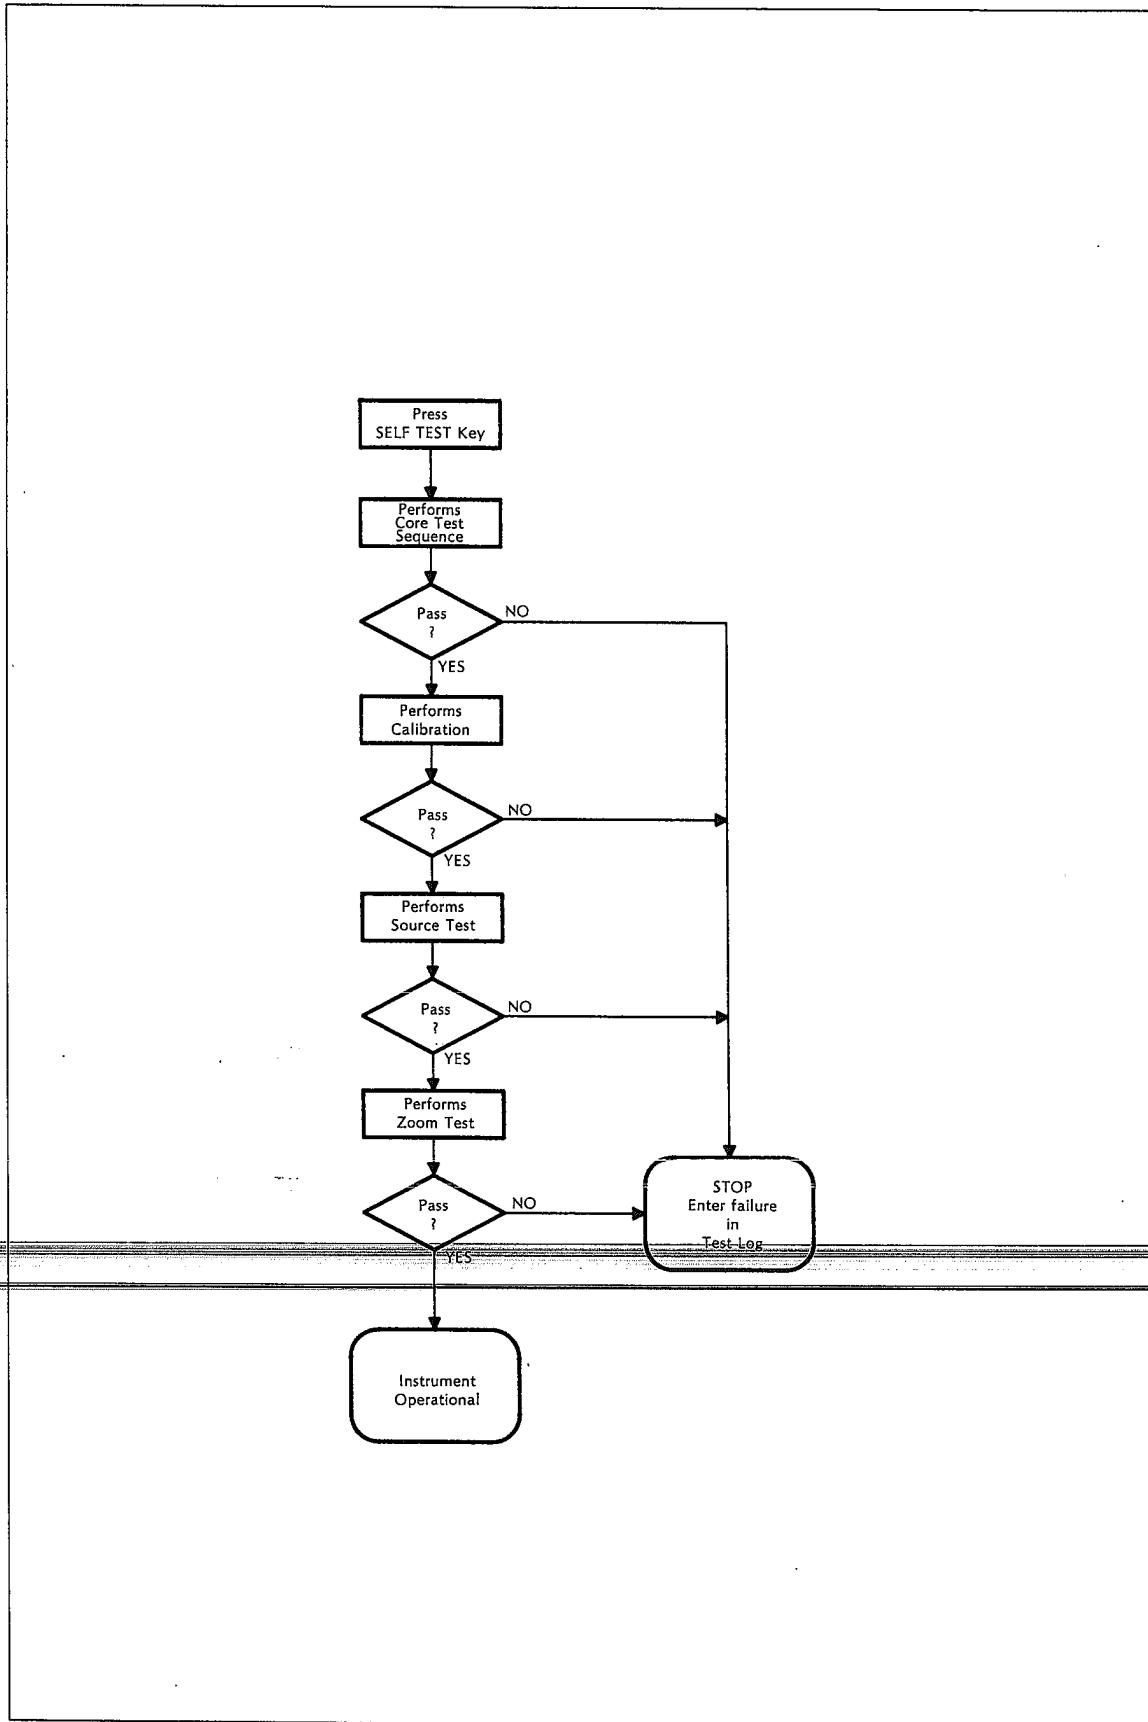 Press
SELF TEST Key
Performs
Core Test
Sequence
Pass
?
NO
YES
Performs
Calibration
Pass
?
NO
YES
Performs
Source Test
Pass
?
NO
YES
Performs
Zoom Test
Pass
?
NO
YES
STOP
Enter failure
in
Test Log
Instrument
Operational